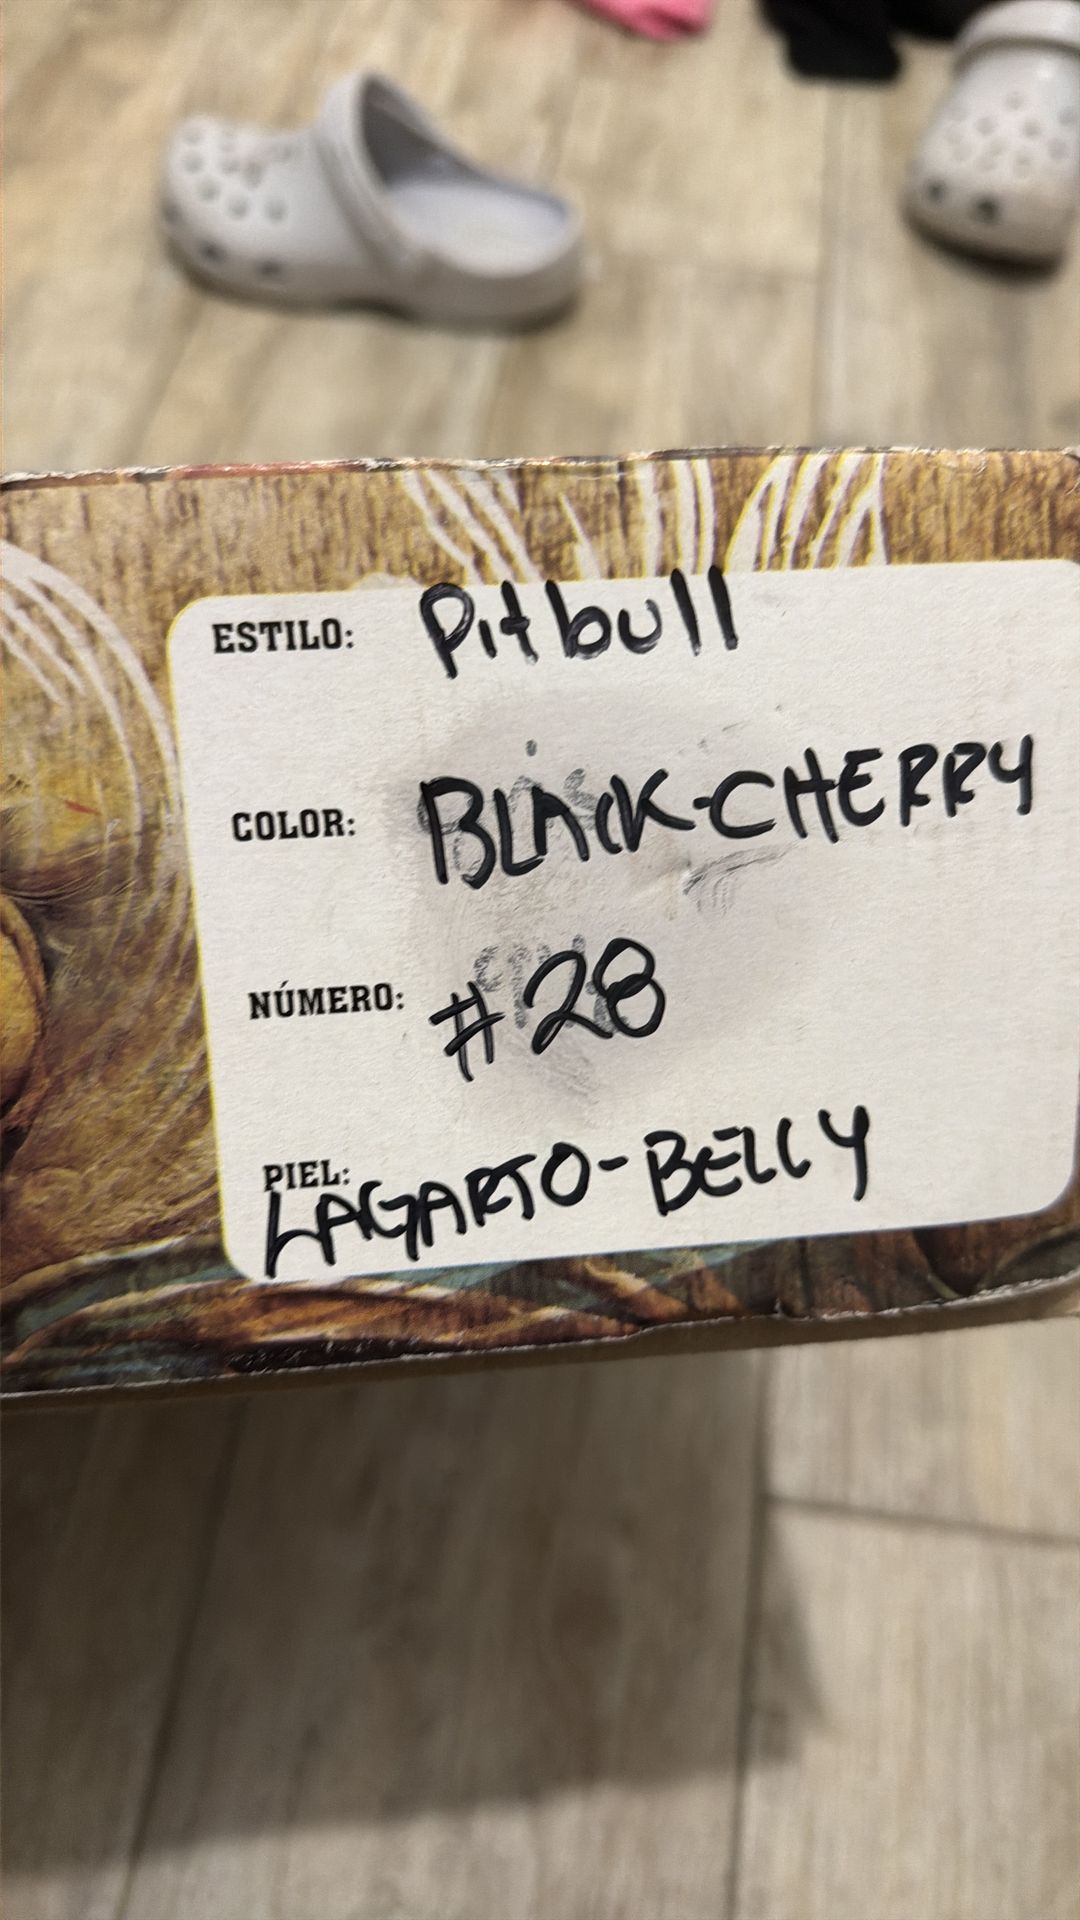 ESTILO: Pitbull
COLOR: BLACK-CHERRY
NÚMERO: #28
PIEL: LAGARTO-BELLY